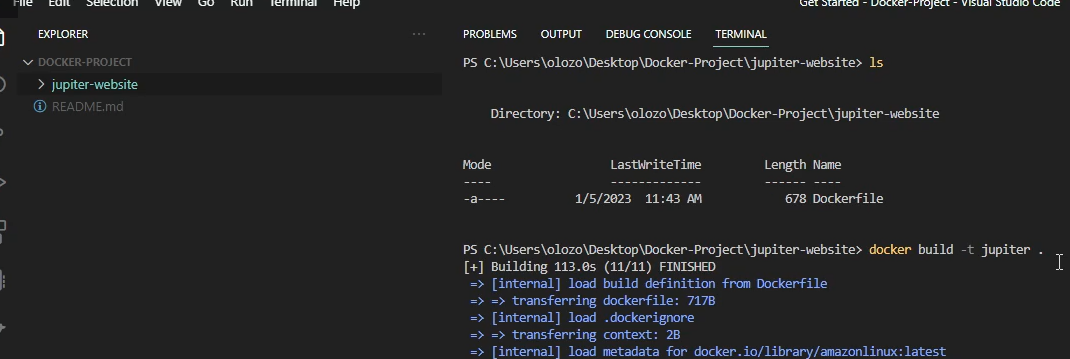 File Edit Selection View Go Run Terminal Help Get Started - Docker-Project - Visual Studio Code
EXPLORER ...
DOCKER-PROJECT
jupiter-website
README.md
PROBLEMS OUTPUT DEBUG CONSOLE TERMINAL
PS C:\Users\olozo\Desktop\Docker-Project\jupiter-website> ls
Directory: C:\Users\olozo\Desktop\Docker-Project\jupiter-website
Mode LastWriteTime Length Name
---- ------------- ------ ----
-a---- 1/5/2023 11:43 AM 678 Dockerfile
PS C:\Users\olozo\Desktop\Docker-Project\jupiter-website> docker build -t jupiter .
[+] Building 113.0s (11/11) FINISHED
=> [internal] load build definition from Dockerfile
=> => transferring dockerfile: 717B
=> [internal] load .dockerignore
=> => transferring context: 2B
=> [internal] load metadata for docker.io/library/amazonlinux:latest